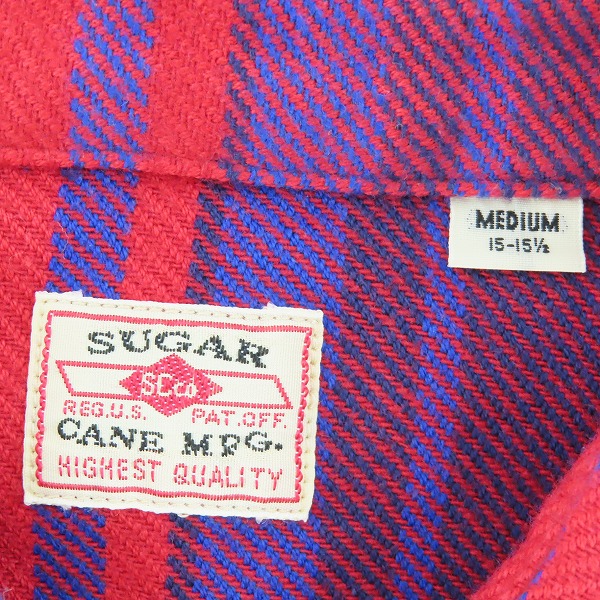 MEDIUM
15-15½
SUGAR
SC.CO.
REG.U.S. PAT.OFF.
CANE MFG.
HIGHEST QUALITY